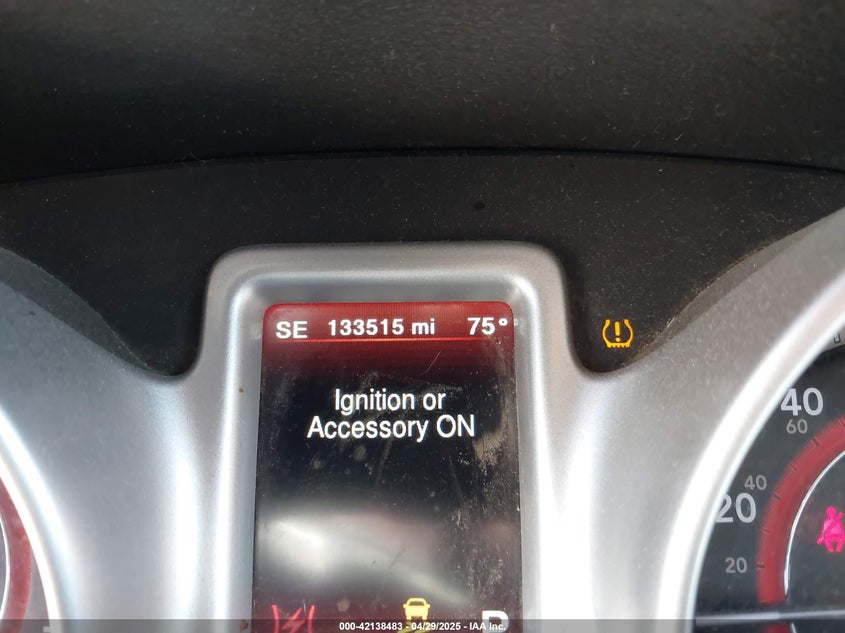 SE 133515 mi 75°
Ignition or
Accessory ON
40
60
40
20
20
P
000-42138483 - 04/29/2025 - IAA, Inc.